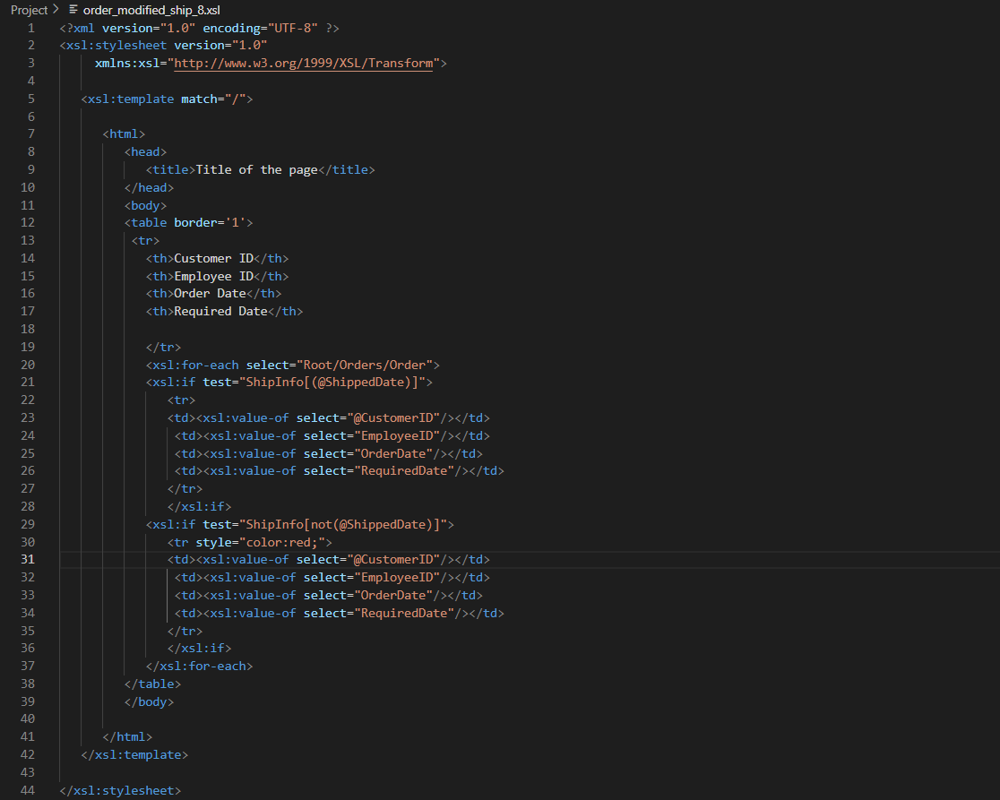 Project > order_modified_ship_8.xsl
1 <?xml version="1.0" encoding="UTF-8" ?>
2 <xsl:stylesheet version="1.0"
3 xmlns:xsl="http://www.w3.org/1999/XSL/Transform">
4
5 <xsl:template match="/">
6
7 <html>
8 <head>
9 <title>Title of the page</title>
10 </head>
11 <body>
12 <table border='1'>
13 <tr>
14 <th>Customer ID</th>
15 <th>Employee ID</th>
16 <th>Order Date</th>
17 <th>Required Date</th>
18
19 </tr>
20 <xsl:for-each select="Root/Orders/Order">
21 <xsl:if test="ShipInfo[(@ShippedDate)]">
22 <tr>
23 <td><xsl:value-of select="@CustomerID"/></td>
24 <td><xsl:value-of select="EmployeeID"/></td>
25 <td><xsl:value-of select="OrderDate"/></td>
26 <td><xsl:value-of select="RequiredDate"/></td>
27 </tr>
28 </xsl:if>
29 <xsl:if test="ShipInfo[not(@ShippedDate)]">
30 <tr style="color:red;">
31 <td><xsl:value-of select="@CustomerID"/></td>
32 <td><xsl:value-of select="EmployeeID"/></td>
33 <td><xsl:value-of select="OrderDate"/></td>
34 <td><xsl:value-of select="RequiredDate"/></td>
35 </tr>
36 </xsl:if>
37 </xsl:for-each>
38 </table>
39 </body>
40
41 </html>
42 </xsl:template>
43
44 </xsl:stylesheet>